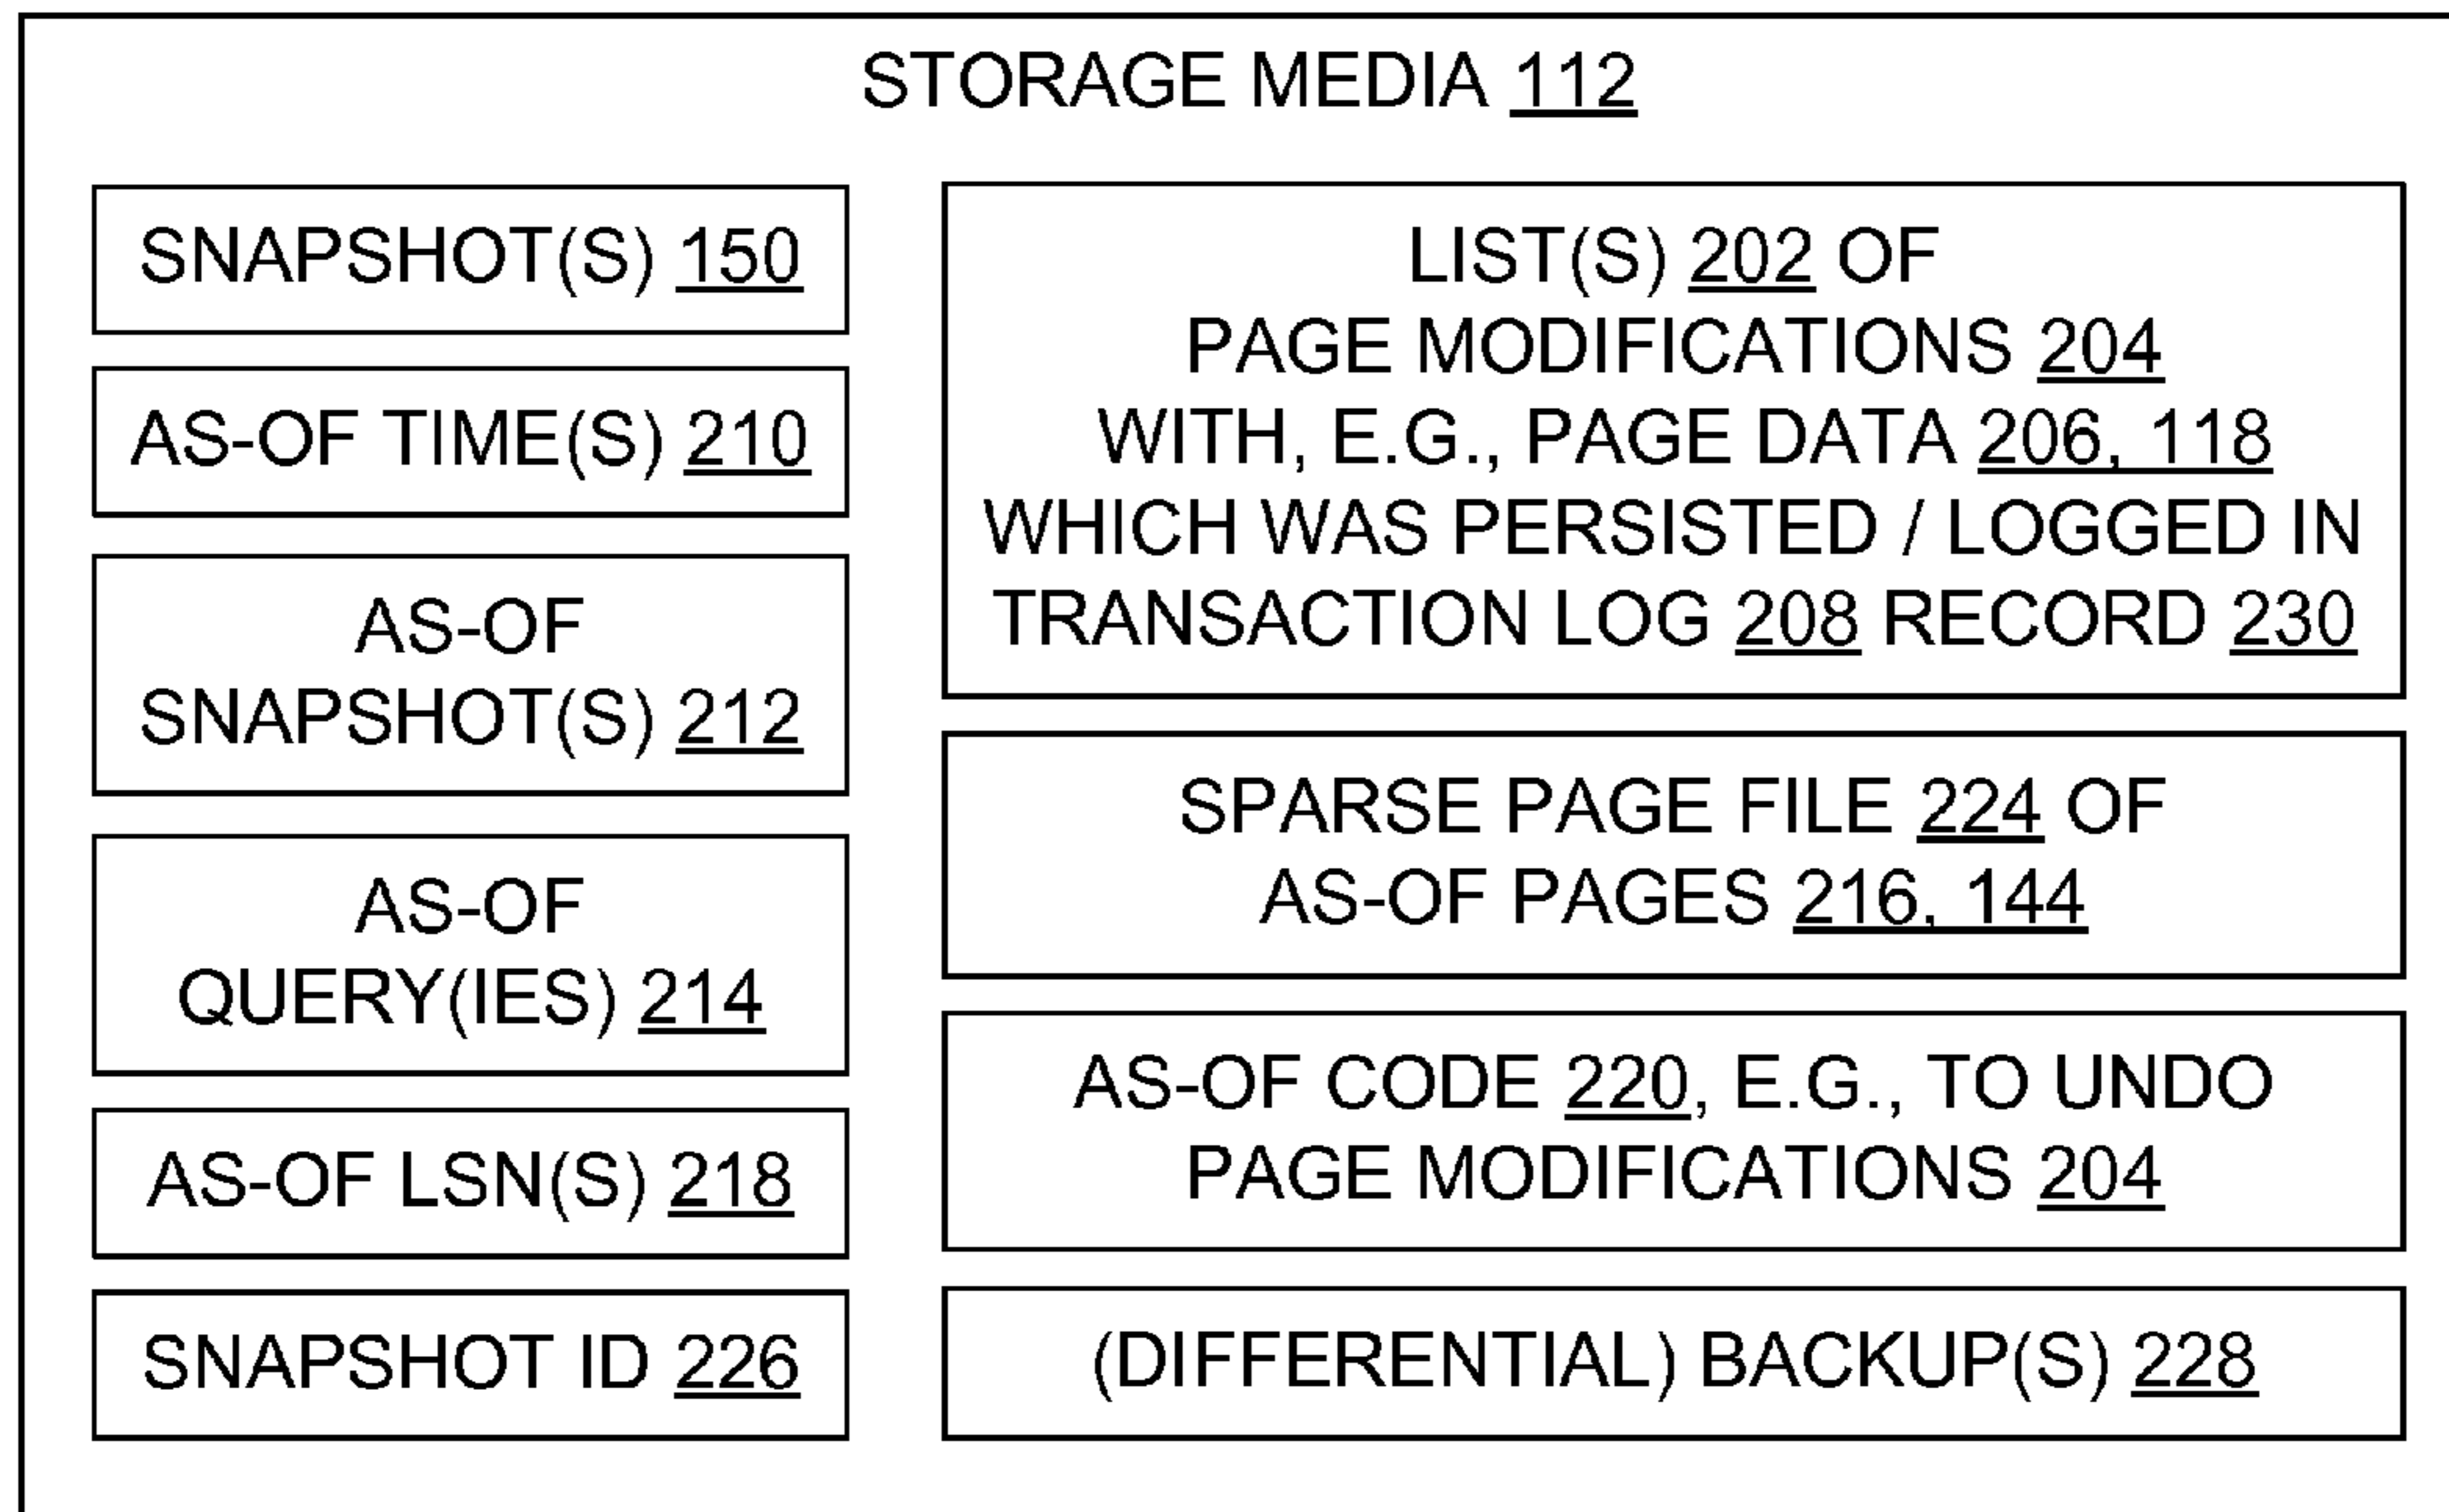 STORAGE MEDIA 112
SNAPSHOT(S) 150
AS-OF TIME(S) 210
AS-OF
SNAPSHOT(S) 212
AS-OF
QUERY(IES) 214
AS-OF LSN(S) 218
SNAPSHOT ID 226
LIST(S) 202 OF
PAGE MODIFICATIONS 204
WITH, E.G., PAGE DATA 206, 118
WHICH WAS PERSISTED / LOGGED IN
TRANSACTION LOG 208 RECORD 230
SPARSE PAGE FILE 224 OF
AS-OF PAGES 216, 144
AS-OF CODE 220, E.G., TO UNDO
PAGE MODIFICATIONS 204
(DIFFERENTIAL) BACKUP(S) 228